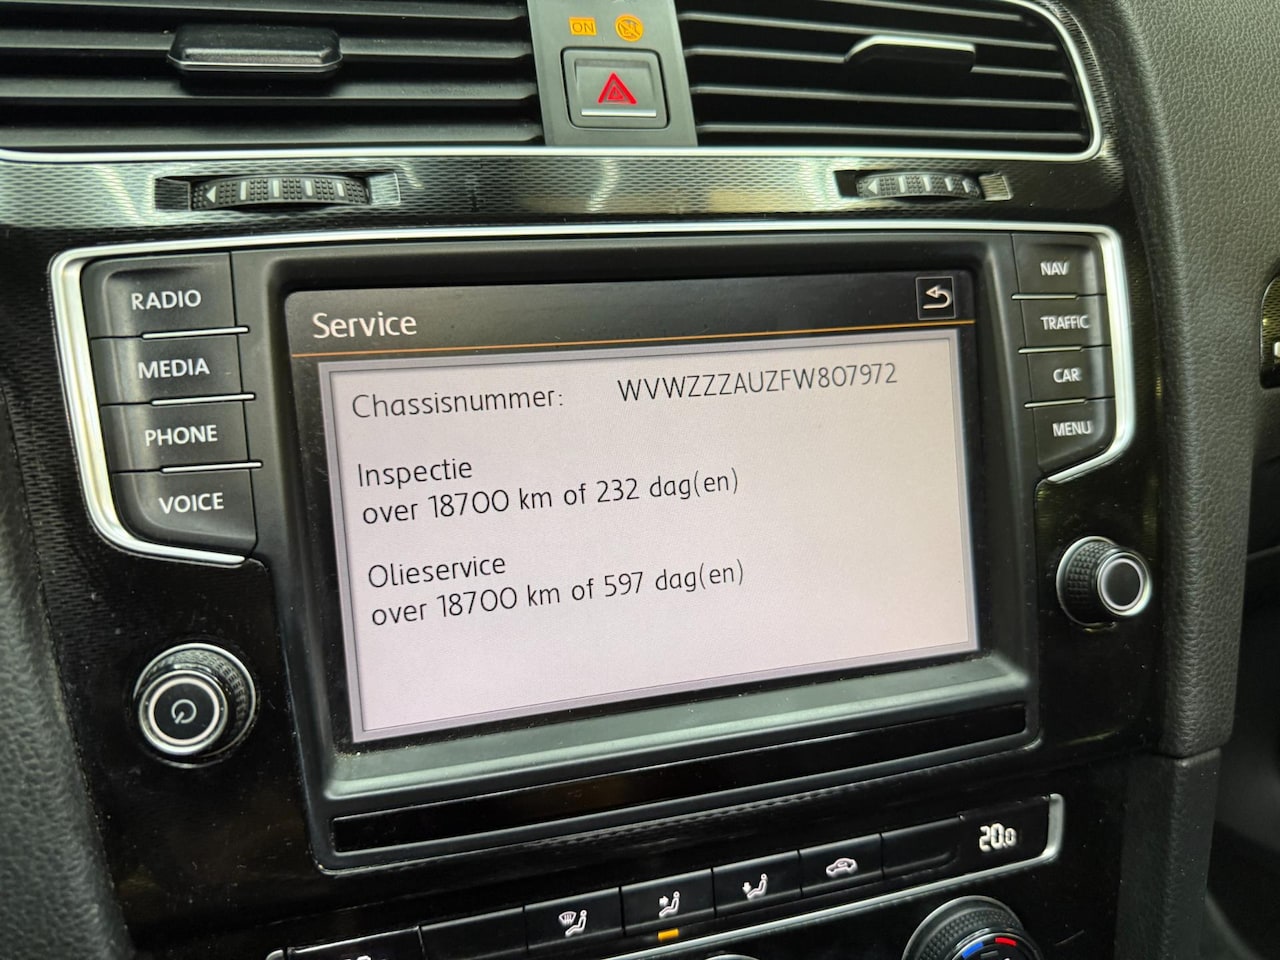 ON
RADIO
MEDIA
PHONE
VOICE
Service
Chassisnummer: WVWZZZAUZFW807972
Inspectie
over 18700 km of 232 dag(en)
Olieservice
over 18700 km of 597 dag(en)
NAV
TRAFFIC
CAR
MENU
20.0